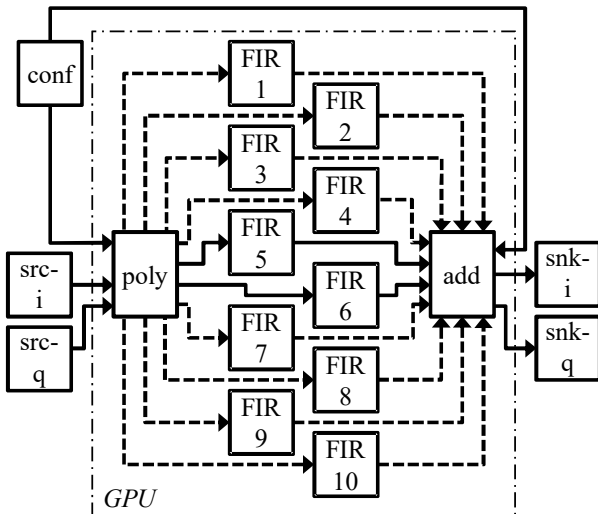 conf
FIR
1
FIR
2
FIR
3
FIR
4
FIR
5
FIR
6
FIR
7
FIR
8
FIR
9
FIR
10
src-
i
src-
q
poly
add
snk-
i
snk-
q
GPU